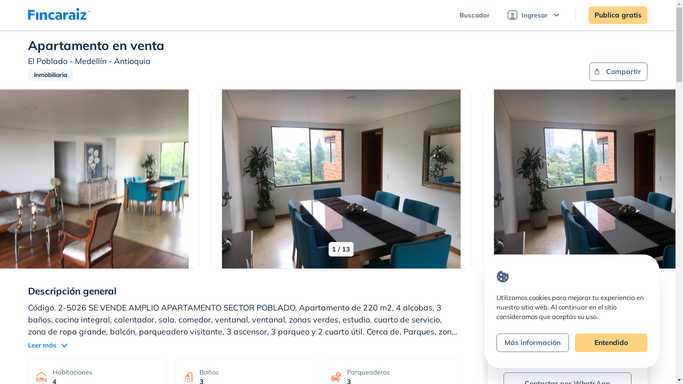 Fincaraiz
Buscador
Ingresar
Publica gratis
Apartamento en venta
El Poblado - Medellín - Antioquia
Inmobiliaria
Compartir
1 / 13
Descripción general
Código. 2-5026 SE VENDE AMPLIO APARTAMENTO SECTOR POBLADO. Apartamento de 220 m2, 4 alcobas, 3
baños, cocina integral, calentador, sala, comedor, ventanal, ventanal, zonas verdes, estudio, cuarto de servicio,
zona de ropa grande, balcón, parqueadero visitante, 3 ascensor, 3 parqueo y 2 cuarto útil. Cerca de. Parques, zon...
Leer más
Habitaciones
4
Baños
3
Parqueaderos
3
Utilizamos cookies para mejorar tu experiencia en
nuestro sitio web. Al continuar en el sitio
consideramos que aceptas su uso.
Más información
Entendido
Contactar por WhatsApp